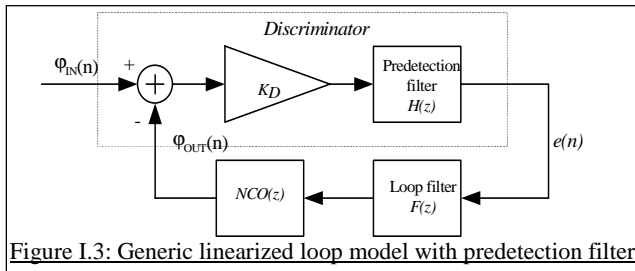 Discriminator
φIN(n)
+
+
-
KD
Predetection
filter
H(z)
φOUT(n)
e(n)
NCO(z)
Loop filter
F(z)
Figure I.3: Generic linearized loop model with predetection filter